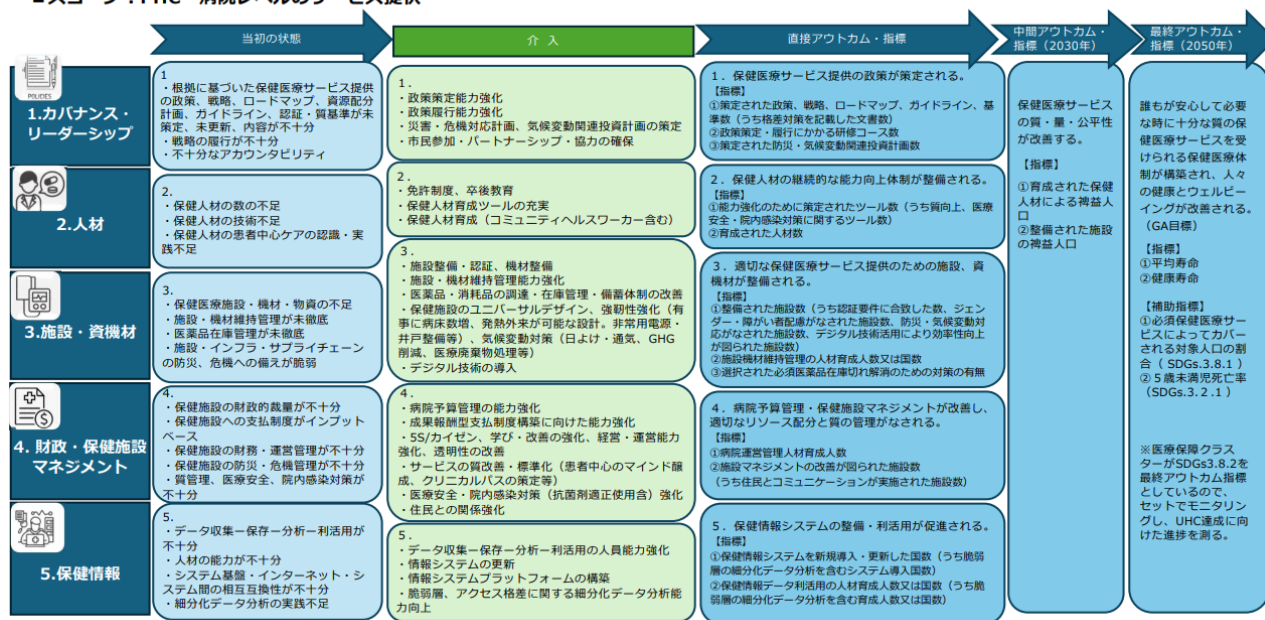 当初の状態
介 入
直接アウトカム・指標
中間アウトカム・
指標(2030年)
最終アウトカム・
指標(2050年)
POLICIES
1.ガバナンス・
リーダーシップ
1
・根拠に基づいた保健医療サービス提供
の政策、戦略、ロードマップ、資源配分
計画、ガイドライン、認証・質基準が未
策定、未更新、内容が不十分
・戦略の履行が不十分
・不十分なアカウンタビリティ
1.
・政策策定能力強化
・政策履行能力強化
・災害・危機対応計画、気候変動関連投資計画の策定
・市民参加・パートナーシップ・協力の確保
1.保健医療サービス提供の政策が策定される。
【指標】
①策定された政策、戦略、ロードマップ、ガイドライン、基
準数(うち格差対策を記載した文書数)
②政策策定・履行にかかる研修コース数
③策定された防災・気候変動関連投資計画数
2.人材
2.
・保健人材の数の不足
・保健人材の技術不足
・保健人材の患者中心ケアの認識・実
践不足
2.
・免許制度、卒後教育
・保健人材育成ツールの充実
・保健人材育成(コミュニティヘルスワーカー含む)
2.保健人材の継続的な能力向上体制が整備される。
【指標】
①能力強化のために策定されたツール数(うち質向上、医療
安全・院内感染対策に関するツール数)
②育成された人材数
3.施設・資機材
3.
・保健医療施設・機材・物資の不足
・施設・機材維持管理が未徹底
・医薬品在庫管理が未徹底
・施設・インフラ・サプライチェーン
の防災、危機への備えが脆弱
3.
・施設整備・認証、機材整備
・施設・機材維持管理能力強化
・医薬品・消耗品の調達・在庫管理・備蓄体制の改善
・保健施設のユニバーサルデザイン、強靭性強化(有
事に病床数増、発熱外来が可能な設計。非常用電源・
井戸整備等)、気候変動対策(日よけ・通気、GHG
削減、医療廃棄物処理等)
・デジタル技術の導入
3.適切な保健医療サービス提供のための施設、資
機材が整備される。
【指標】
①整備された施設数(うち認証要件に合致した数、ジェン
ダー・障がい者配慮がなされた施設数、防災・気候変動対
応がなされた施設数、デジタル技術活用により効率性向上
が図られた施設数)
②施設機材維持管理の人材育成人数又は国数
③選択された必須医薬品在庫切れ解消のための対策の有無
4. 財政・保健施設
マネジメント
4.
・保健施設の財政的裁量が不十分
・保健施設への支払制度がインプット
ベース
・保健施設の財務・運営管理が不十分
・保健施設の防災・危機管理が不十分
・質管理、医療安全、院内感染対策が
不十分
4.
・病院予算管理の能力強化
・成果報酬型支払制度構築に向けた能力強化
・5S/カイゼン、学び・改善の強化、経営・運営能力
強化、透明性の改善
・サービスの質改善・標準化(患者中心のマインド醸
成、クリニカルパスの策定等)
・医療安全・院内感染対策(抗菌剤適正使用含)強化
・住民との関係強化
4.病院予算管理・保健施設マネジメントが改善し、
適切なリソース配分と質の管理がなされる。
【指標】
①病院運営管理人材育成人数
②施設マネジメントの改善が図られた施設数
(うち住民とコミュニケーションが実施された施設数)
5.保健情報
5.
・データ収集ー保存ー分析ー利活用が
不十分
・人材の能力が不十分
・システム基盤・インターネット・シ
ステム間の相互互換性が不十分
・細分化データ分析の実践不足
5.
・データ収集ー保存ー分析ー利活用の人員能力強化
・情報システムの更新
・情報システムプラットフォームの構築
・脆弱層、アクセス格差に関する細分化データ分析能
力向上
5.保健情報システムの整備・利活用が促進される。
【指標】
①保健情報システムを新規導入・更新した国数(うち脆弱
層の細分化データ分析を含むシステム導入国数)
②保健情報データ利活用の人材育成人数又は国数(うち脆
弱層の細分化データ分析を含む育成人数又は国数)
保健医療サービス
の質・量・公平性
が改善する。
【指標】
①育成された保健
人材による裨益人
口
②整備された施設
の裨益人口
誰もが安心して必要
な時に十分な質の保
健医療サービスを受
けられる保健医療体
制が構築され、人々
の健康とウェルビー
イングが改善される。
(GA目標)
【指標】
①平均寿命
②健康寿命
【補助指標】
①必須保健医療サー
ビスによってカバー
される対象人口の割
合(SDGs.3.8.1)
②5歳未満児死亡率
(SDGs.3.2.1)
※医療保障クラス
ターがSDGs3.8.2を
最終アウトカム指標
としているので、
セットでモニタリン
グし、UHC達成に向
けた進捗を測る。